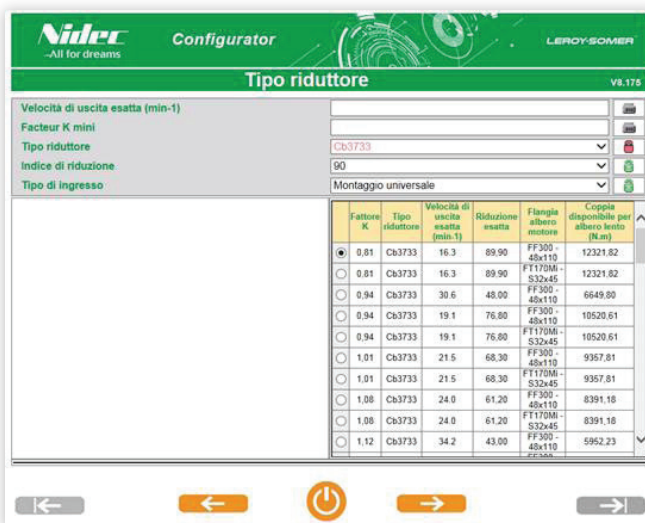 Nidec
-All for dreams
Configurator
LEROY-SOMER
Tipo riduttore
V8.175
Velocità di uscita esatta (min-1)
Facteur K mini
Tipo riduttore Cb3733
Indice di riduzione 90
Tipo di ingresso Montaggio universale
Fattore K Tipo riduttore Velocità di uscita esatta (min-1) Riduzione esatta Flangia albero motore Coppia disponibile per albero lento (N.m)
0,81 Cb3733 16.3 89,90 FF300 - 48x110 12321,82
0,81 Cb3733 16.3 89,90 FT170Mi - S32x45 12321,82
0,94 Cb3733 30.6 48,00 FF300 - 48x110 6649,80
0,94 Cb3733 19.1 76,80 FF300 - 48x110 10520,61
0,94 Cb3733 19.1 76,80 FT170Mi - S32x45 10520,61
1,01 Cb3733 21.5 68,30 FF300 - 48x110 9357,81
1,01 Cb3733 21.5 68,30 FT170Mi - S32x45 9357,81
1,08 Cb3733 24.0 61,20 FF300 - 48x110 8391,18
1,08 Cb3733 24.0 61,20 FT170Mi - S32x45 8391,18
1,12 Cb3733 34.2 43,00 FF300 - 48x110 5952,23